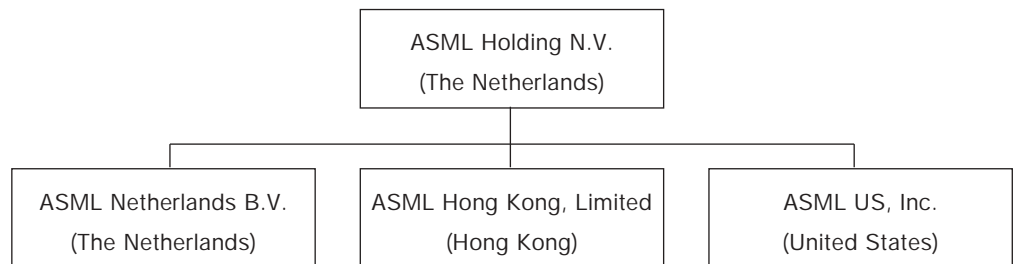 ASML Holding N.V.
(The Netherlands)
ASML Netherlands B.V.
(The Netherlands)
ASML Hong Kong, Limited
(Hong Kong)
ASML US, Inc.
(United States)